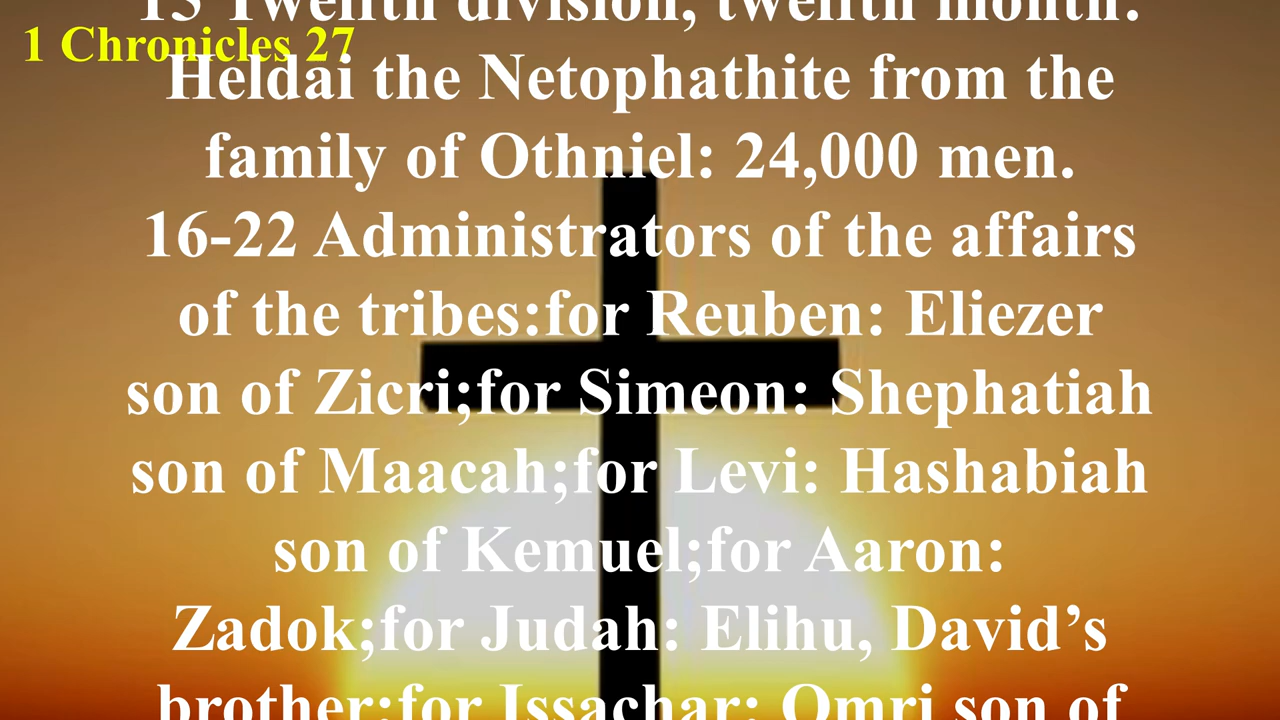 15 Twelfth division, twelfth month:
1 Chronicles 27
Heldai the Netophathite from the
family of Othniel: 24,000 men.
16-22 Administrators of the affairs
of the tribes:for Reuben: Eliezer
son of Zicri;for Simeon: Shephatiah
son of Maacah;for Levi: Hashabiah
son of Kemuel;for Aaron:
Zadok;for Judah: Elihu, David’s
brother;for Issachar: Omri son of